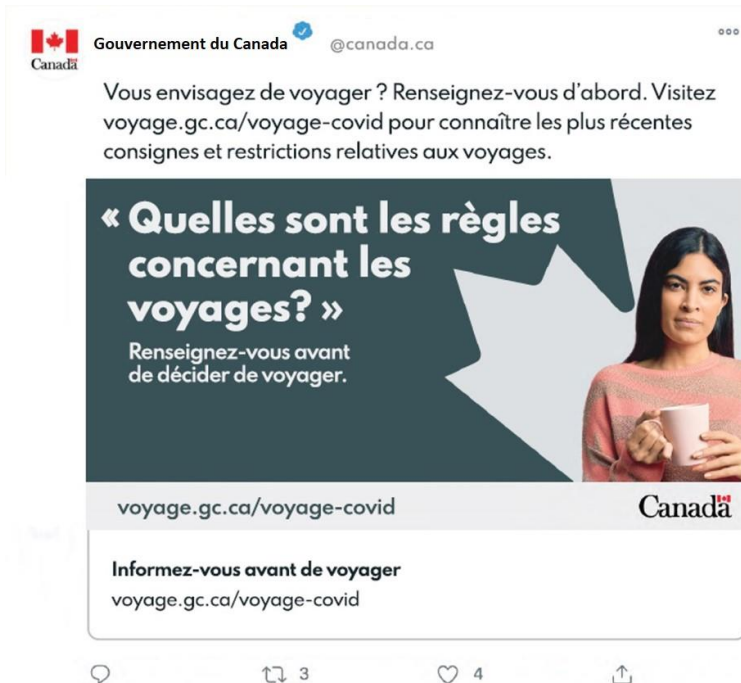 Gouvernement du Canada @canada.ca
Canada
Vous envisagez de voyager ? Renseignez-vous d'abord. Visitez
voyage.gc.ca/voyage-covid pour connaître les plus récentes
consignes et restrictions relatives aux voyages.
« Quelles sont les règles
concernant les
voyages? »
Renseignez-vous avant
de décider de voyager.
voyage.gc.ca/voyage-covid
Canada
Informez-vous avant de voyager
voyage.gc.ca/voyage-covid
3
4